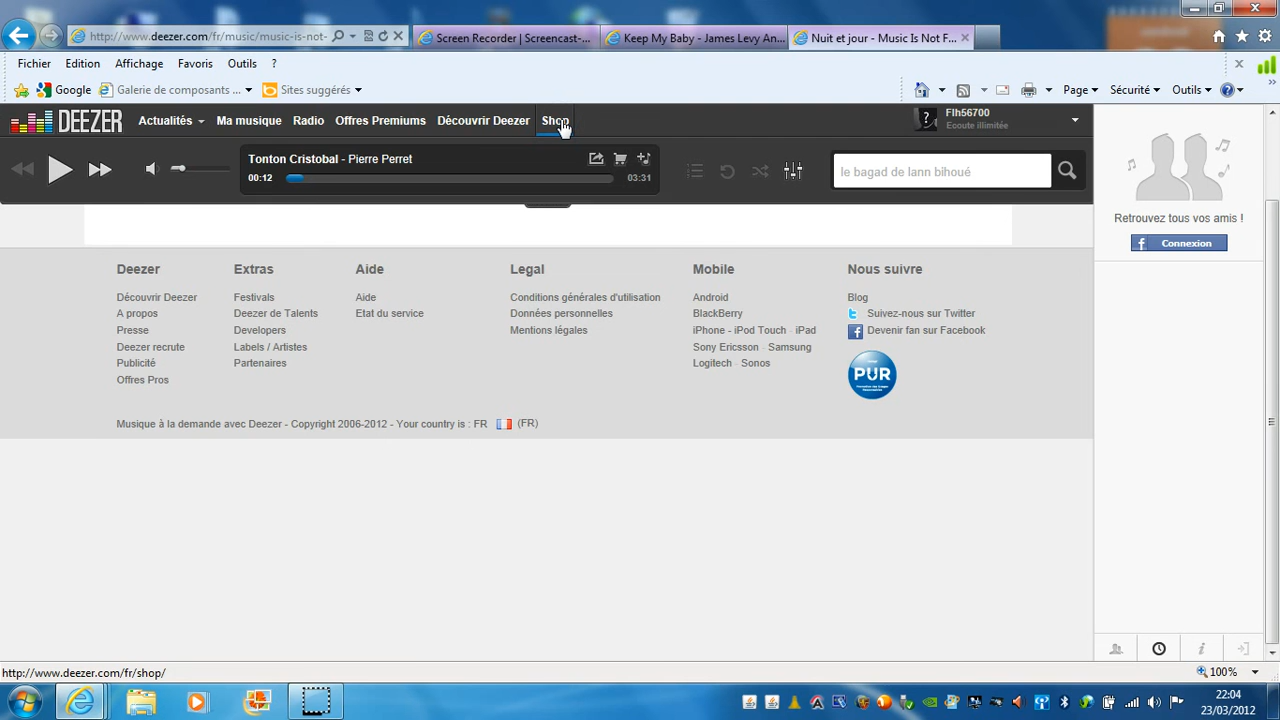 http://www.deezer.com/fr/music/music-is-not-
Screen Recorder | Screencast-...
Keep My Baby - James Levy An...
Nuit et jour - Music Is Not F...
Fichier Edition Affichage Favoris Outils ?
Google Galerie de composants ... Sites suggérés
Page Sécurité Outils
DEEZER Actualités Ma musique Radio Offres Premiums Découvrir Deezer Shop
Flh56700
Ecoute illimitée
Tonton Cristobal - Pierre Perret
00:12 03:31
le bagad de lann bihoué
Retrouvez tous vos amis !
f Connexion
Deezer
Découvrir Deezer
A propos
Presse
Deezer recrute
Publicité
Offres Pros
Extras
Festivals
Deezer de Talents
Developers
Labels / Artistes
Partenaires
Aide
Aide
Etat du service
Legal
Conditions générales d'utilisation
Données personnelles
Mentions légales
Mobile
Android
BlackBerry
iPhone - iPod Touch - iPad
Sony Ericsson - Samsung
Logitech - Sonos
Nous suivre
Blog
Suivez-nous sur Twitter
Devenir fan sur Facebook
PUR
Musique à la demande avec Deezer - Copyright 2006-2012 - Your country is : FR (FR)
http://www.deezer.com/fr/shop/
100%
22:04
23/03/2012